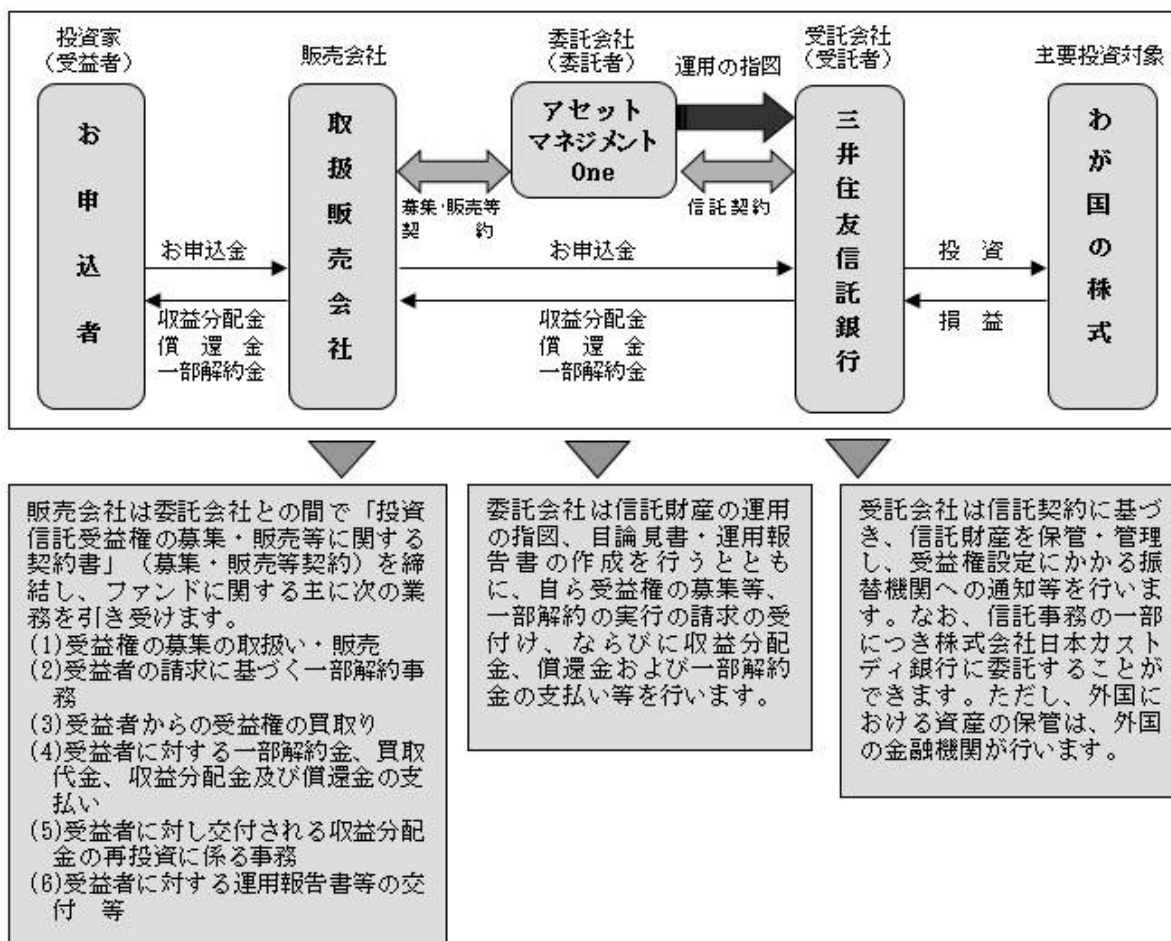 投資家
（受益者）
販売会社
委託会社
（委託者）
運用の指図
受託会社
（受託者）
主要投資対象
お申込者
取扱販売会社
アセット
マネジメント
One
三井住友信託銀行
わが国の株式
募集・販売等
契　　約
信託契約
お申込金
お申込金
投　資
収益分配金
償　還　金
一部解約金
収益分配金
償　還　金
一部解約金
損　益
販売会社は委託会社との間で「投資
信託受益権の募集・販売等に関する
契約書」（募集・販売等契約）を締
結し、ファンドに関する主に次の業
務を引き受けます。
(1)受益権の募集の取扱い・販売
(2)受益者の請求に基づく一部解約事
務
(3)受益者からの受益権の買取り
(4)受益者に対する一部解約金、買取
代金、収益分配金及び償還金の支
払い
(5)受益者に対し交付される収益分配
金の再投資に係る事務
(6)受益者に対する運用報告書等の交
付　等
委託会社は信託財産の運用
の指図、目論見書・運用報
告書の作成を行うととも
に、自ら受益権の募集等、
一部解約の実行の請求の受
付け、ならびに収益分配
金、償還金および一部解約
金の支払い等を行います。
受託会社は信託契約に基づ
き、信託財産を保管・管理
し、受益権設定にかかる振
替機関への通知等を行いま
す。なお、信託事務の一部
につき株式会社日本カスト
ディ銀行に委託することが
できます。ただし、外国に
おける資産の保管は、外国
の金融機関が行います。